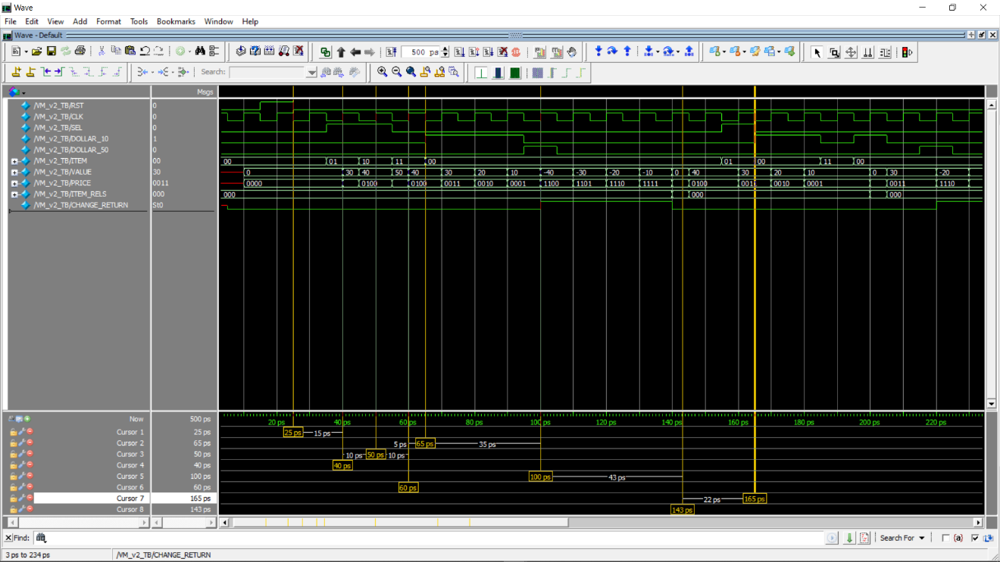 Wave
File Edit View Add Format Tools Bookmarks Window Help
Wave - Default
500 ps
Search:
Msgs
/VM_v2_TB/RST 0
/VM_v2_TB/CLK 0
/VM_v2_TB/SEL 0
/VM_v2_TB/DOLLAR_10 1
/VM_v2_TB/DOLLAR_50 0
/VM_v2_TB/ITEM 00 00 01 10 11 00 01 00 11 00
/VM_v2_TB/VALUE 30 0 30 40 50 40 30 20 10 -40 -30 -20 -10 0 40 30 20 10 0 30 -20
/VM_v2_TB/PRICE 0011 0000 0100 0100 0011 0010 0001 1100 1101 1110 1111 0100 001 0010 0001 0011 1110
/VM_v2_TB/ITEM_RELS 000 000 000 000
/VM_v2_TB/CHANGE_RETURN St0
Now 500 ps 20 ps 40 ps 60 ps 80 ps 100 ps 120 ps 140 ps 160 ps 180 ps 200 ps 220 ps
Cursor 1 25 ps 25 ps 15 ps
Cursor 2 65 ps 5 ps 65 ps 35 ps
Cursor 3 50 ps 10 ps 50 ps 10 ps
Cursor 4 40 ps 40 ps
Cursor 5 100 ps 100 ps 43 ps
Cursor 6 60 ps 60 ps
Cursor 7 165 ps 22 ps 165 ps
Cursor 8 143 ps 143 ps
Find: Search For {a}
3 ps to 234 ps /VM_v2_TB/CHANGE_RETURN